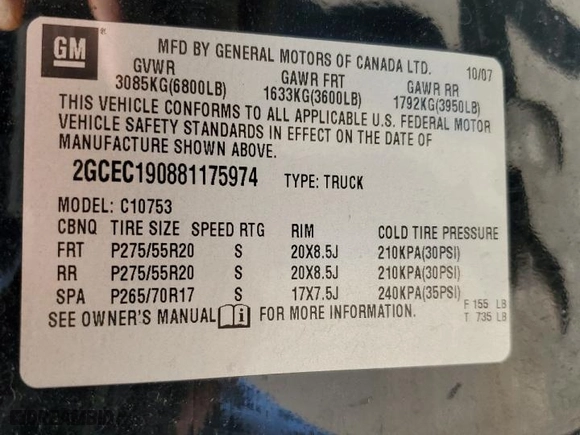 GM
MFD BY GENERAL MOTORS OF CANADA LTD. 10/07
GVWR GAWR FRT GAWR RR
3085KG(6800LB) 1633KG(3600LB) 1792KG(3950LB)
THIS VEHICLE CONFORMS TO ALL APPLICABLE U.S. FEDERAL MOTOR
VEHICLE SAFETY STANDARDS IN EFFECT ON THE DATE OF
MANUFACTURE SHOWN ABOVE.
2GCEC190881175974 TYPE: TRUCK
MODEL: C10753
CBNQ TIRE SIZE SPEED RTG RIM COLD TIRE PRESSURE
FRT P275/55R20 S 20X8.5J 210KPA(30PSI)
RR P275/55R20 S 20X8.5J 210KPA(30PSI)
SPA P265/70R17 S 17X7.5J 240KPA(35PSI)
F 155 LB
SEE OWNER'S MANUAL FOR MORE INFORMATION. T 735 LB